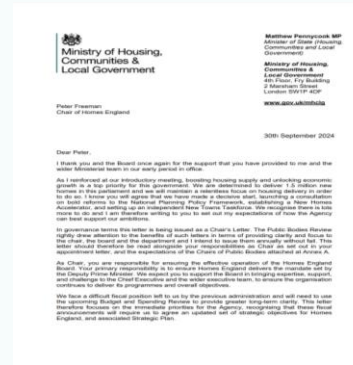 Ministry of Housing,
Communities &
Local Government
Matthew Pennycook MP
Minister of State (Housing,
Communities and Local
Government)
Ministry of Housing,
Communities &
Local Government
4th Floor, Fry Building
2 Marsham Street
London SW1P 4DF
www.gov.uk/mhclg
Peter Freeman
Chair of Homes England
30th September 2024
Dear Peter,
I thank you and the Board once again for the support that you have provided to me and the
wider Ministerial team in our early period in office.
As I reinforced at our introductory meeting, boosting housing supply and unlocking economic
growth is a top priority for this government. We are determined to deliver 1.5 million new
homes in this parliament and we will maintain a relentless focus on housing delivery in order
to do so. I know you will agree that we have made a decisive start, launching a consultation
on bold reforms to the National Planning Policy Framework, establishing a New Homes
Accelerator, and setting up an independent New Towns Taskforce. We recognise there is lots
more to do and I am therefore writing to you to set out my expectations of how the Agency
can best support our ambitions.
In governance terms this letter is being issued as a Chair's Letter. The Public Bodies Review
rightly drew attention to the benefits of such letters in terms of providing clarity and focus to
the chair, the board and the department and I intend to issue them annually without fail. This
letter should therefore be read alongside your responsibilities as Chair as set out in your
appointment letter, and the expectations of the Chairs of Public Bodies attached at Annex A.
As Chair, you are responsible for ensuring the effective operation of the Homes England
Board. Your primary responsibility is to ensure Homes England delivers the mandate set by
the Deputy Prime Minister. We expect you to support the Board in bringing expertise, support,
and challenge to the Chief Executive and the wider executive team, to ensure the organisation
continues to deliver its programmes and overall objectives.
We face a difficult fiscal position left to us by the previous administration and will need to use
the upcoming Budget and Spending Review to provide greater long-term clarity. This letter
therefore focuses on the immediate priorities for the Agency, recognising that these fiscal
announcements will require us to agree an updated set of strategic objectives for Homes
England, and associated Strategic Plan.